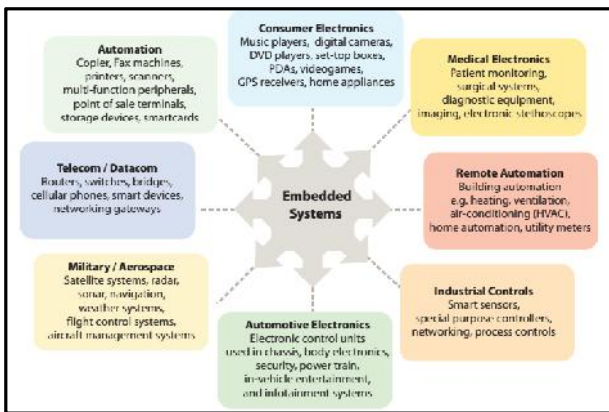 Consumer Electronics
Music players, digital cameras,
DVD players, set-top boxes,
PDAs, videogames,
GPS receivers, home appliances
Automation
Copier, Fax machines,
printers, scanners,
multi-function peripherals,
point of sale terminals,
storage devices, smartcards
Medical Electronics
Patient monitoring,
surgical systems,
diagnostic equipment,
imaging, electronic stethoscopes
Telecom / Datacom
Routers, switches, bridges,
cellular phones, smart devices,
networking gateways
Embedded
Systems
Remote Automation
Building automation
e.g. heating, ventilation,
air-conditioning (HVAC),
home automation, utility meters
Military / Aerospace
Satellite systems, radar,
sonar, navigation,
weather systems,
flight control systems,
aircraft management systems
Automotive Electronics
Electronic control units
used in chassis, body electronics,
security, power train,
in-vehicle entertainment,
and infotainment systems
Industrial Controls
Smart sensors,
special purpose controllers,
networking, process controls